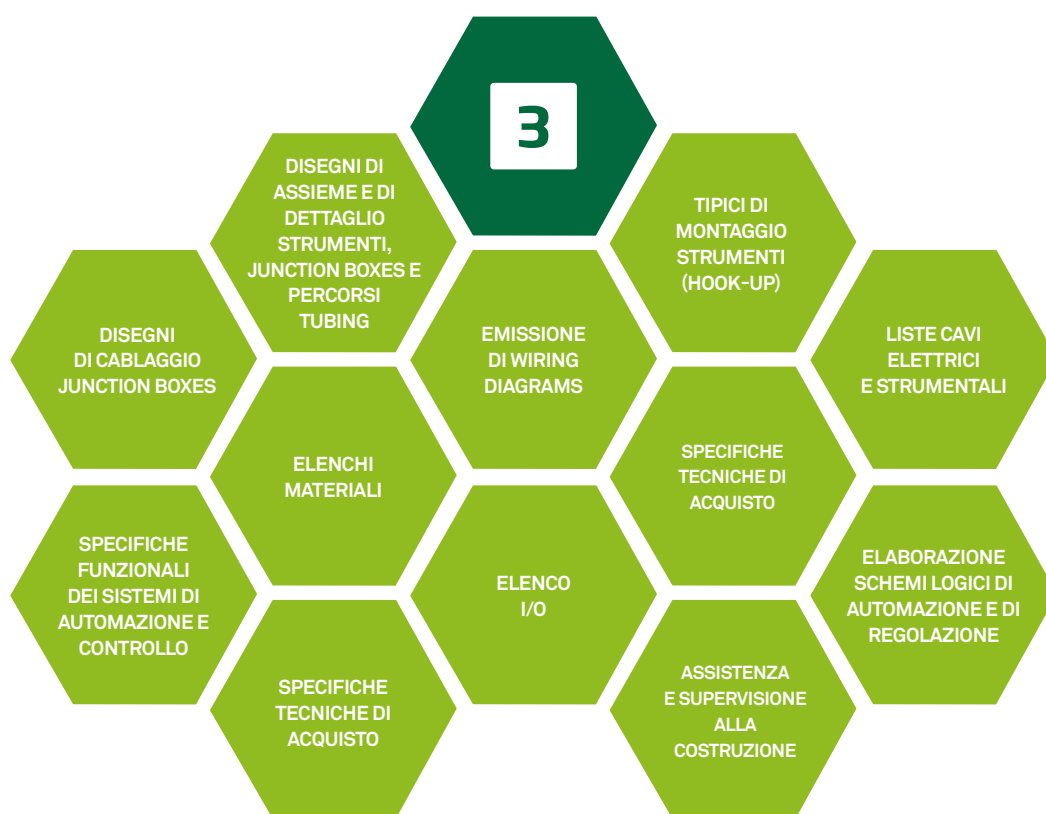 3
DISEGNI DI
ASSIEME E DI
DETTAGLIO
STRUMENTI,
JUNCTION BOXES E
PERCORSI
TUBING
TIPICI DI
MONTAGGIO
STRUMENTI
(HOOK-UP)
DISEGNI
DI CABLAGGIO
JUNCTION BOXES
EMISSIONE
DI WIRING
DIAGRAMS
LISTE CAVI
ELETTRICI
E STRUMENTALI
ELENCHI
MATERIALI
SPECIFICHE
TECNICHE DI
ACQUISTO
SPECIFICHE
FUNZIONALI
DEI SISTEMI DI
AUTOMAZIONE E
CONTROLLO
ELENCO
I/O
ELABORAZIONE
SCHEMI LOGICI DI
AUTOMAZIONE E DI
REGOLAZIONE
SPECIFICHE
TECNICHE DI
ACQUISTO
ASSISTENZA
E SUPERVISIONE
ALLA
COSTRUZIONE